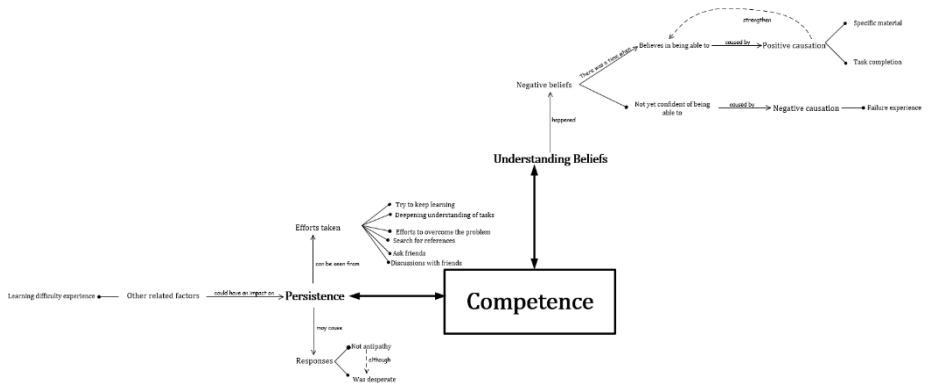 strengthen
Specific material
Believes in being able to
caused by
Positive causation
There was a time when
Task completion
Negative beliefs
Not yet confident of being
able to
caused by
Negative causation
Failure experience
happened
Understanding Beliefs
Try to keep learning
Deepening understanding of tasks
Efforts taken
Efforts to overcome the problem
Search for references
Ask friends
Discussions with friends
can be seen from
Learning difficulty experience
Other related factors
could have an impact on
Persistence
Competence
may cause
Not antipathy
Responses
although
Was desperate